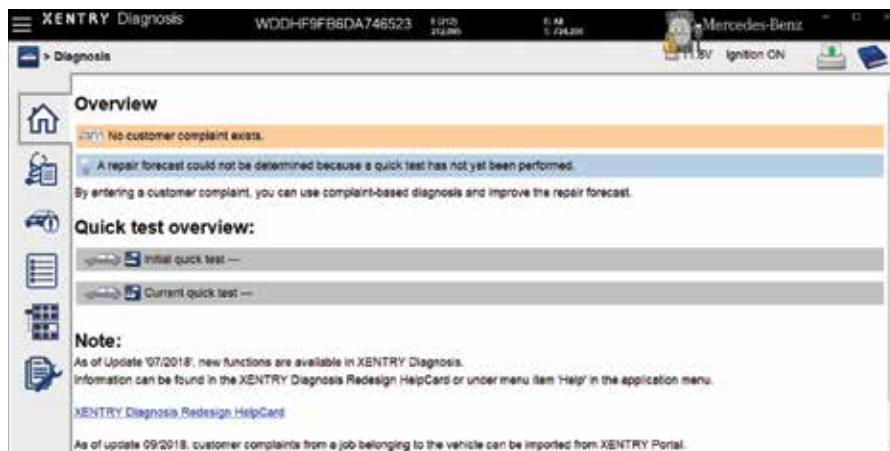 XENTRY Diagnosis
WDDHF9FB6DA746523
E (212)
212,095
Mercedes-Benz
> Diagnosis
Ignition ON
Overview
No customer complaint exists.
A repair forecast could not be determined because a quick test has not yet been performed.
By entering a customer complaint, you can use complaint-based diagnosis and improve the repair forecast.
Quick test overview:
Initial quick test —
Current quick test —
Note:
As of Update '07/2018', new functions are available in XENTRY Diagnosis.
Information can be found in the XENTRY Diagnosis Redesign HelpCard or under menu item 'Help' in the application menu.
XENTRY Diagnosis Redesign HelpCard
As of update 09/2018, customer complaints from a job belonging to the vehicle can be imported from XENTRY Portal.